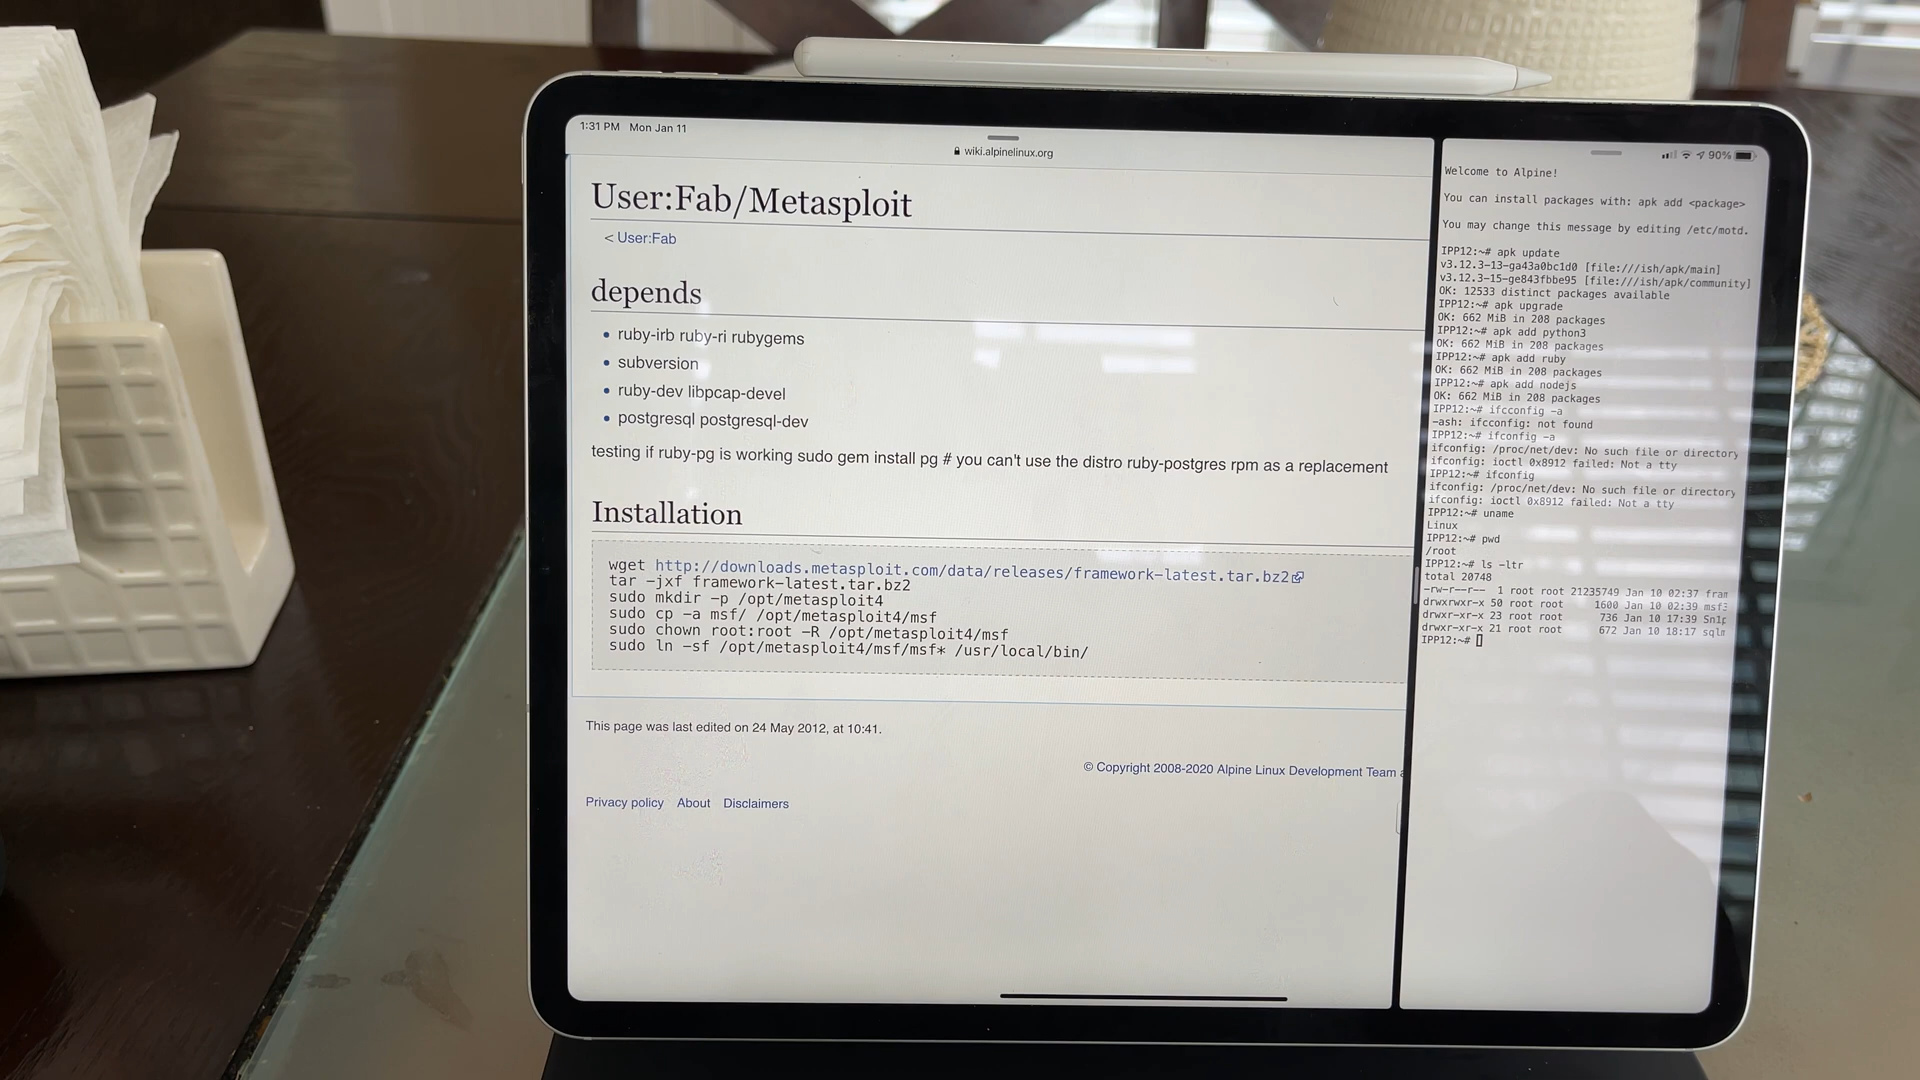 1:31 PM Mon Jan 11
wiki.alpinelinux.org
User:Fab/Metasploit
< User:Fab
depends
ruby-irb ruby-ri rubygems
subversion
ruby-dev libpcap-devel
postgresql postgresql-dev
testing if ruby-pg is working sudo gem install pg # you can't use the distro ruby-postgres rpm as a replacement
Installation
wget http://downloads.metasploit.com/data/releases/framework-latest.tar.bz2
tar -jxf framework-latest.tar.bz2
sudo mkdir -p /opt/metasploit4
sudo cp -a msf/ /opt/metasploit4/msf
sudo chown root:root -R /opt/metasploit4/msf
sudo ln -sf /opt/metasploit4/msf/msf* /usr/local/bin/
This page was last edited on 24 May 2012, at 10:41.
© Copyright 2008-2020 Alpine Linux Development Team a
Privacy policy About Disclaimers
90%
Welcome to Alpine!
You can install packages with: apk add <package>
You may change this message by editing /etc/motd.
IPP12:~# apk update
v3.12.3-13-ga43a0bc1d0 [file:///ish/apk/main]
v3.12.3-15-ge843fbbe95 [file:///ish/apk/community]
OK: 12533 distinct packages available
IPP12:~# apk upgrade
OK: 662 MiB in 208 packages
IPP12:~# apk add python3
OK: 662 MiB in 208 packages
IPP12:~# apk add ruby
OK: 662 MiB in 208 packages
IPP12:~# apk add nodejs
OK: 662 MiB in 208 packages
IPP12:~# ifcconfig -a
-ash: ifcconfig: not found
IPP12:~# ifconfig -a
ifconfig: /proc/net/dev: No such file or directory
ifconfig: ioctl 0x8912 failed: Not a tty
IPP12:~# ifconfig
ifconfig: /proc/net/dev: No such file or directory
ifconfig: ioctl 0x8912 failed: Not a tty
IPP12:~# uname
Linux
IPP12:~# pwd
/root
IPP12:~# ls -ltr
total 20748
-rw-r--r-- 1 root root 21235749 Jan 10 02:37 fram
drwxrwxr-x 50 root root 1600 Jan 10 02:39 msf3
drwxr-xr-x 23 root root 736 Jan 10 17:39 Sn1p
drwxr-xr-x 21 root root 672 Jan 10 18:17 sqlm
IPP12:~#